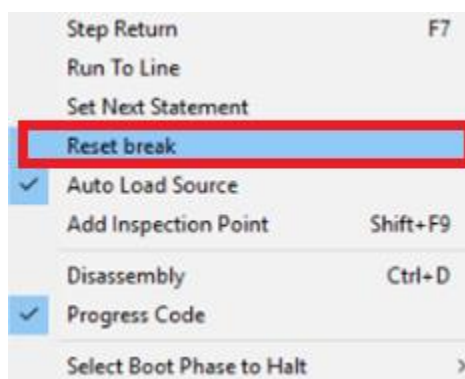 Step Return F7
Run To Line
Set Next Statement
Reset break
Auto Load Source
Add Inspection Point Shift+F9
Disassembly Ctrl+D
Progress Code
Select Boot Phase to Halt